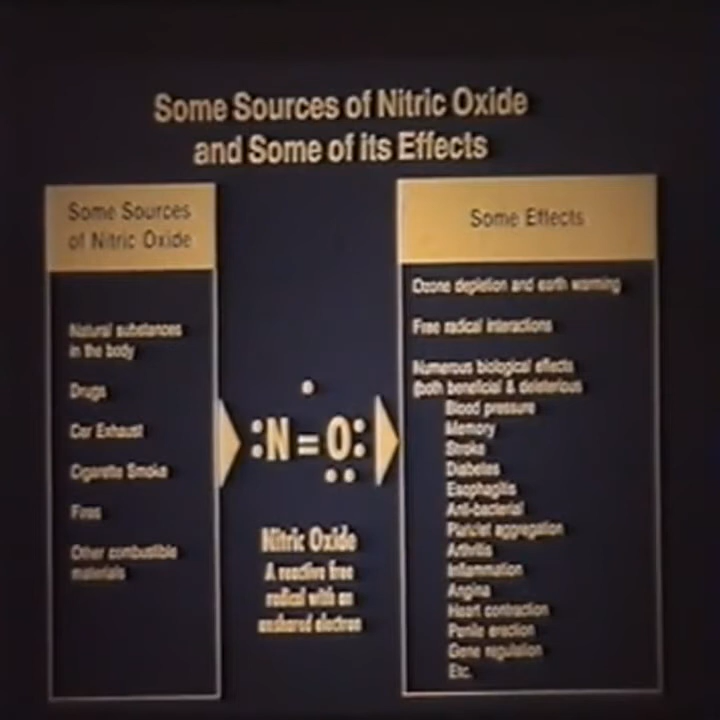 Some Sources of Nitric Oxide
and Some of its Effects
Some Sources
of Nitric Oxide
Natural substances
in the body
Drugs
Car Exhaust
Cigarette Smoke
Fires
Other combustible
materials
:N=O:
Nitric Oxide
A reactive free
radical with an
unshared electron
Some Effects
Ozone depletion and earth warming
Free radical interactions
Numerous biological effects
(both beneficial & deleterious
Blood pressure
Memory
Stroke
Diabetes
Esophagitis
Anti-bacterial
Platelet aggregation
Arthritis
Inflammation
Angina
Heart contraction
Penile erection
Gene regulation
Etc.